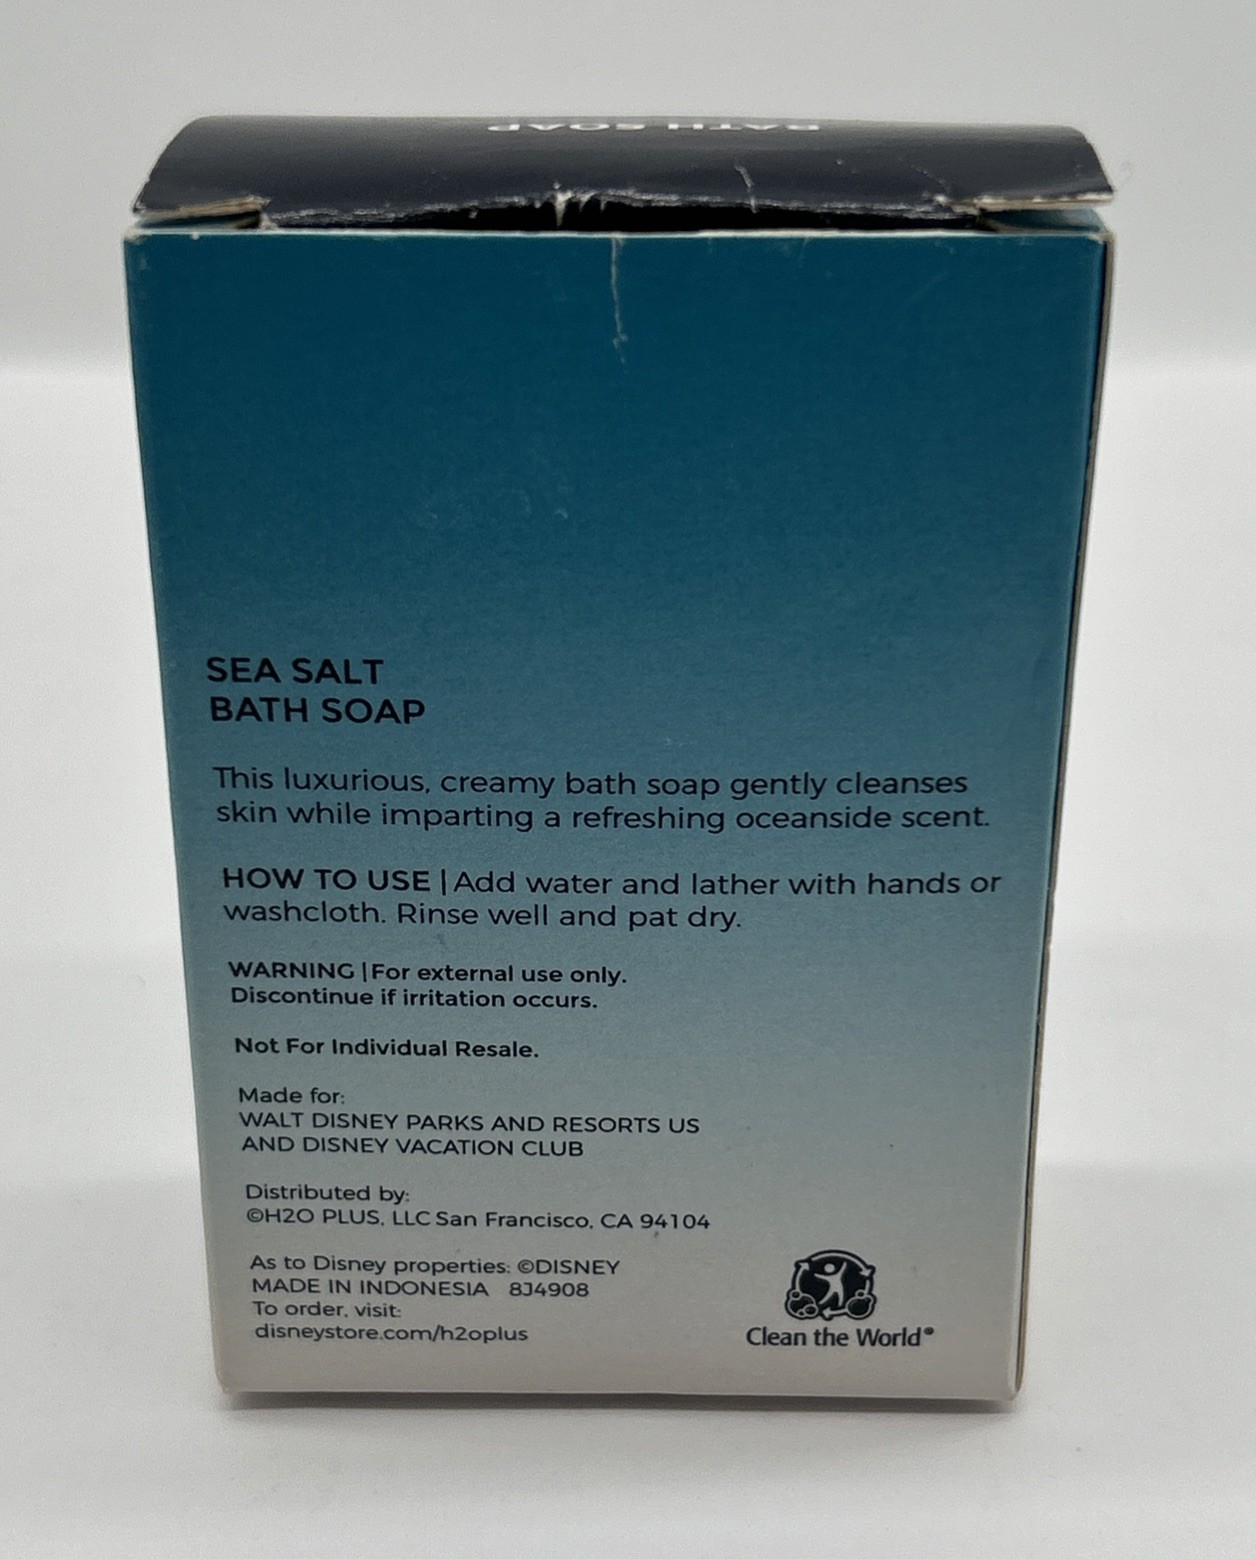 BATH SOAP
SEA SALT
BATH SOAP
This luxurious, creamy bath soap gently cleanses
skin while imparting a refreshing oceanside scent.
HOW TO USE | Add water and lather with hands or
washcloth. Rinse well and pat dry.
WARNING | For external use only.
Discontinue if irritation occurs.
Not For Individual Resale.
Made for:
WALT DISNEY PARKS AND RESORTS US
AND DISNEY VACATION CLUB
Distributed by:
©H2O PLUS, LLC San Francisco, CA 94104
As to Disney properties: ©DISNEY
MADE IN INDONESIA 8J4908
To order, visit:
disneystore.com/h2oplus
Clean the World®